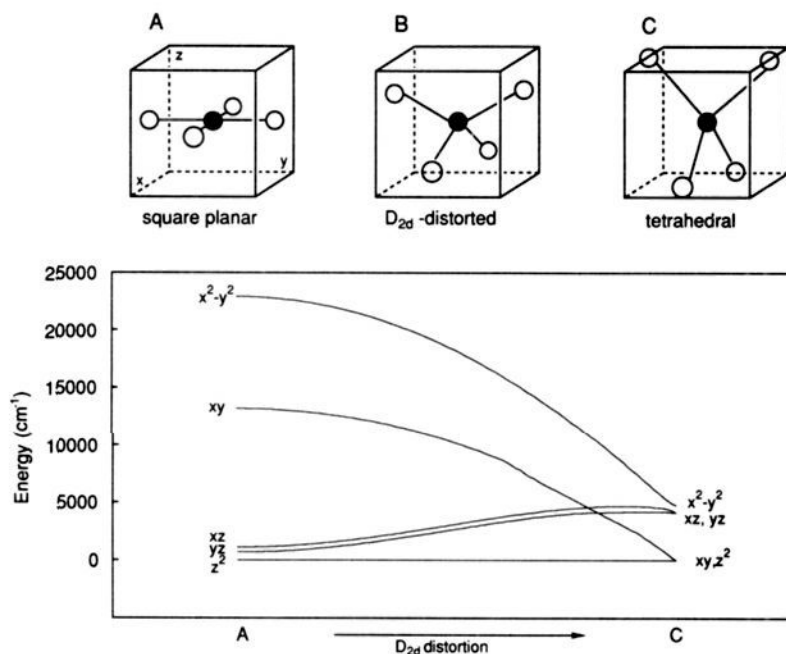 A
B
C
z
x
y
square planar
D2d -distorted
tetrahedral
25000
20000
15000
10000
5000
0
Energy (cm⁻¹)
x²-y²
xy
xz
yz
z²
x²-y²
xz, yz
xy,z²
A
D2d distortion
C